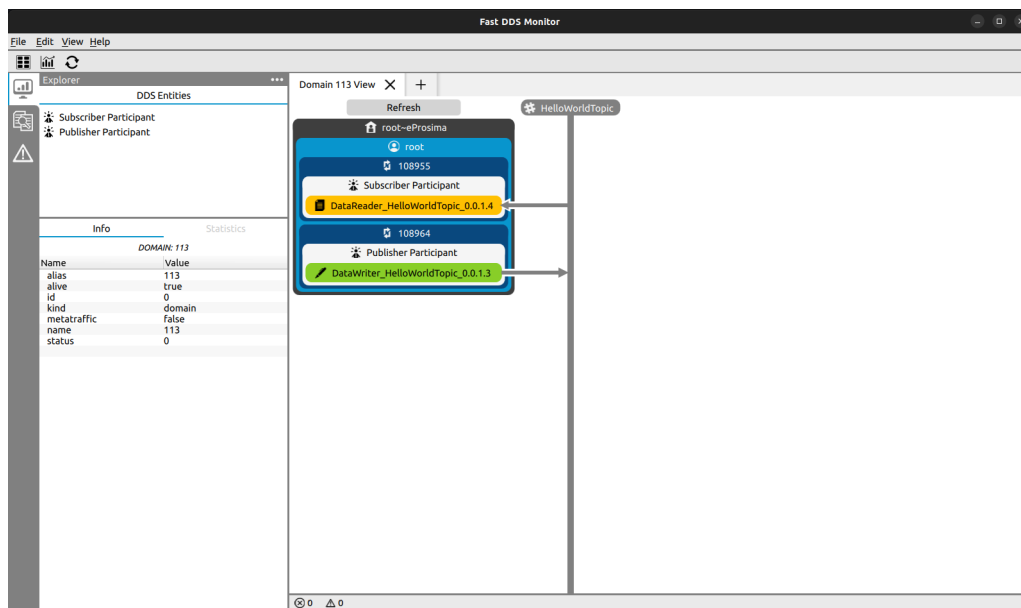 Fast DDS Monitor
File Edit View Help
Explorer
DDS Entities
Subscriber Participant
Publisher Participant
Info Statistics
DOMAIN: 113
Name Value
alias 113
alive true
id 0
kind domain
metatraffic false
name 113
status 0
Domain 113 View
Refresh
HelloWorldTopic
root~eProsima
root
108955
Subscriber Participant
DataReader_HelloWorldTopic_0.0.1.4
108964
Publisher Participant
DataWriter_HelloWorldTopic_0.0.1.3
0 0